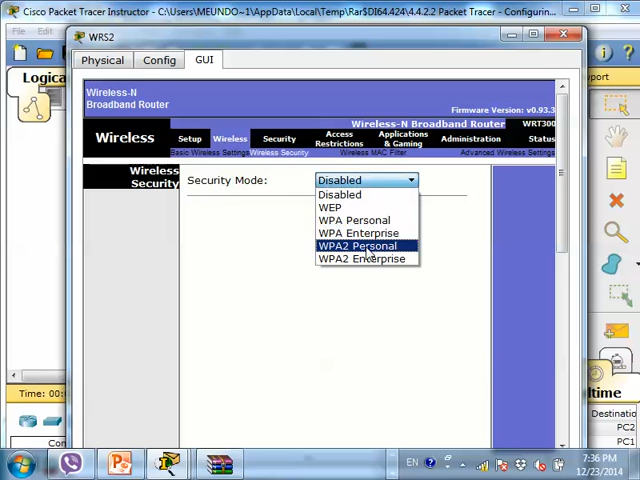 Cisco Packet Tracer Instructor - C:\Users\MEUNDO~1\AppData\Local\Temp\Rar$DI64.424\4.4.2.2 Packet Tracer - Configurin...
File
WRS2
Physical
Config
GUI
Logica
Wireless-N
Broadband Router
Firmware Version: v0.93.3
Wireless-N Broadband Router
WRT300
Wireless
Setup
Wireless
Security
Access
Restrictions
Applications
& Gaming
Administration
Status
Basic Wireless Settings
Wireless Security
Wireless MAC Filter
Advanced Wireless Settings
Wireless
Security
Security Mode:
Disabled
Disabled
WEP
WPA Personal
WPA Enterprise
WPA2 Personal
WPA2 Enterprise
Time: 00:
ltime
Destinatio
PC2
EN
7:36 PM
12/23/2014